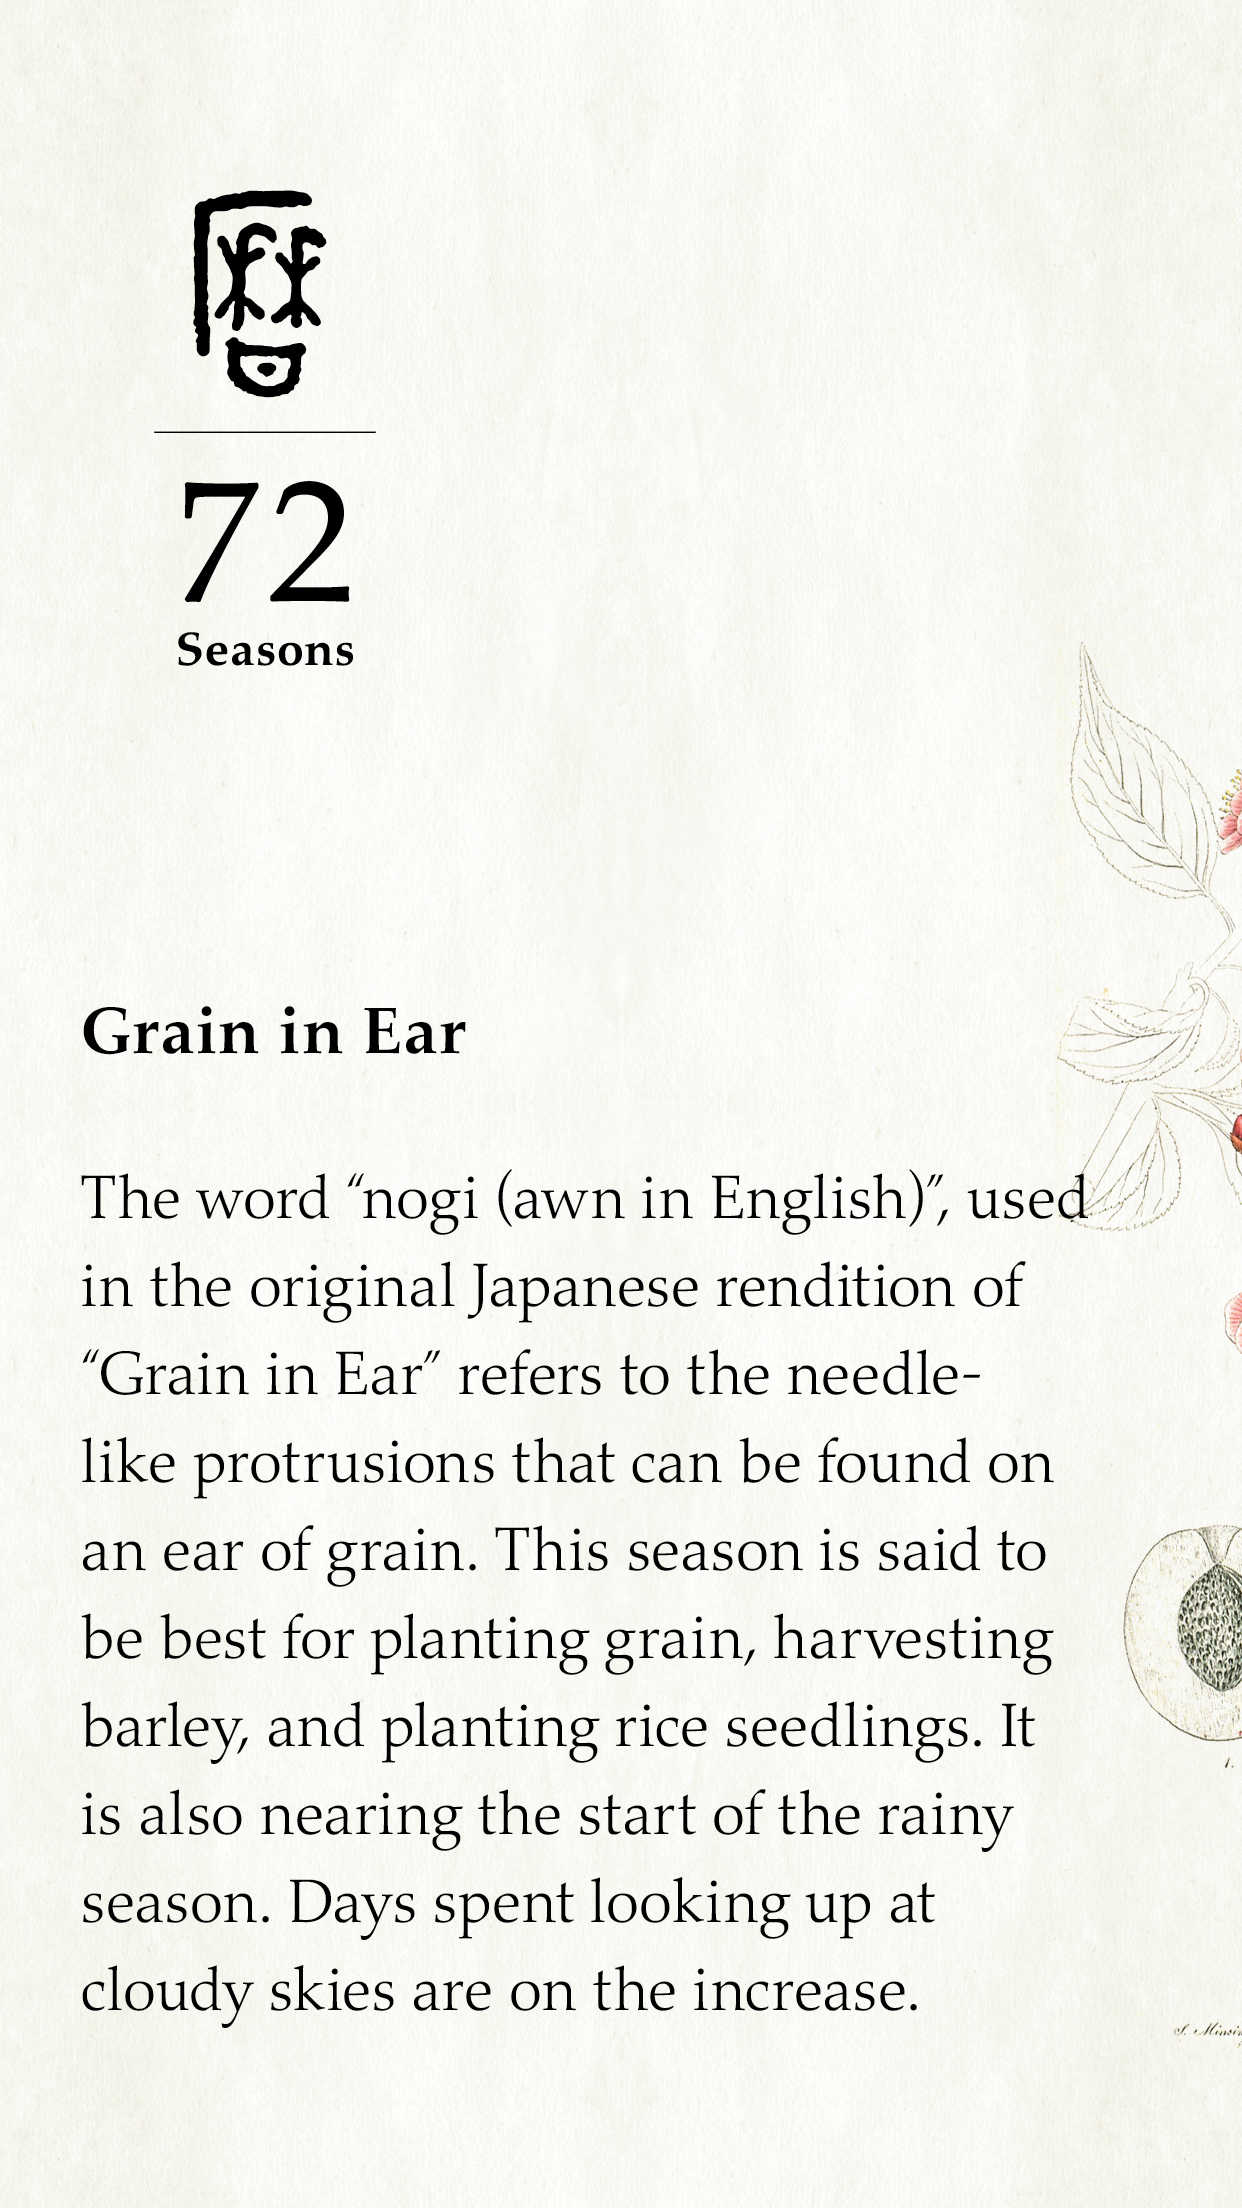 暦
72
Seasons
Grain in Ear
The word “nogi (awn in English)”, used
in the original Japanese rendition of
“Grain in Ear” refers to the needle-
like protrusions that can be found on
an ear of grain. This season is said to
be best for planting grain, harvesting
barley, and planting rice seedlings. It
is also nearing the start of the rainy
season. Days spent looking up at
cloudy skies are on the increase.
1.